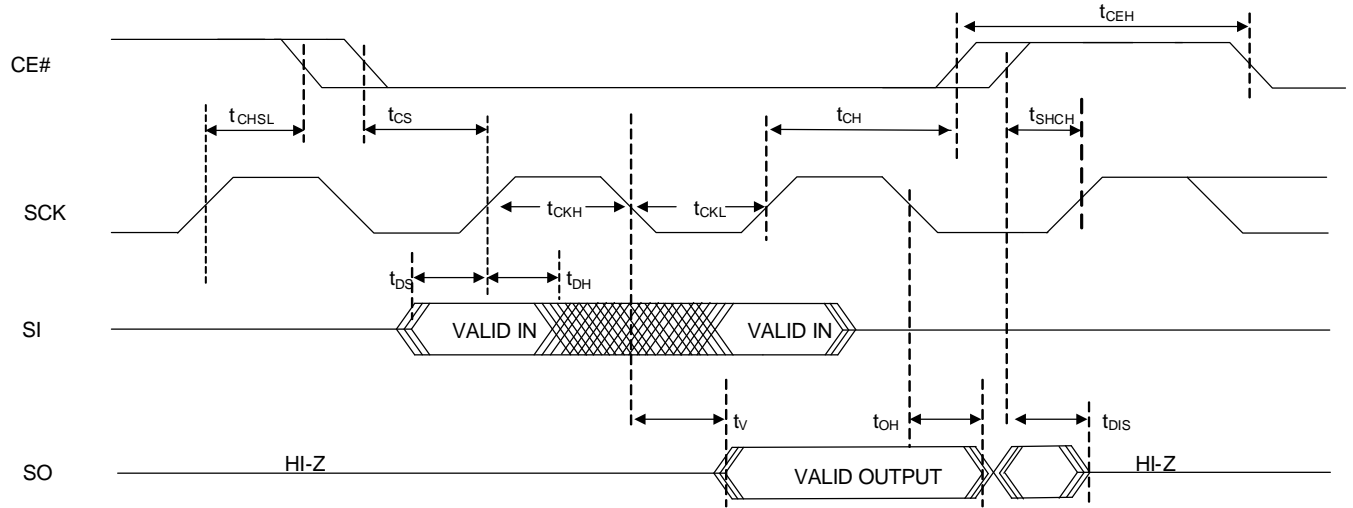 tCEH
CE#
tCHSL
tCS
tCH
tSHCH
SCK
tCKH
tCKL
tDS
tDH
SI
VALID IN
VALID IN
tV
tOH
tDIS
SO
HI-Z
VALID OUTPUT
HI-Z